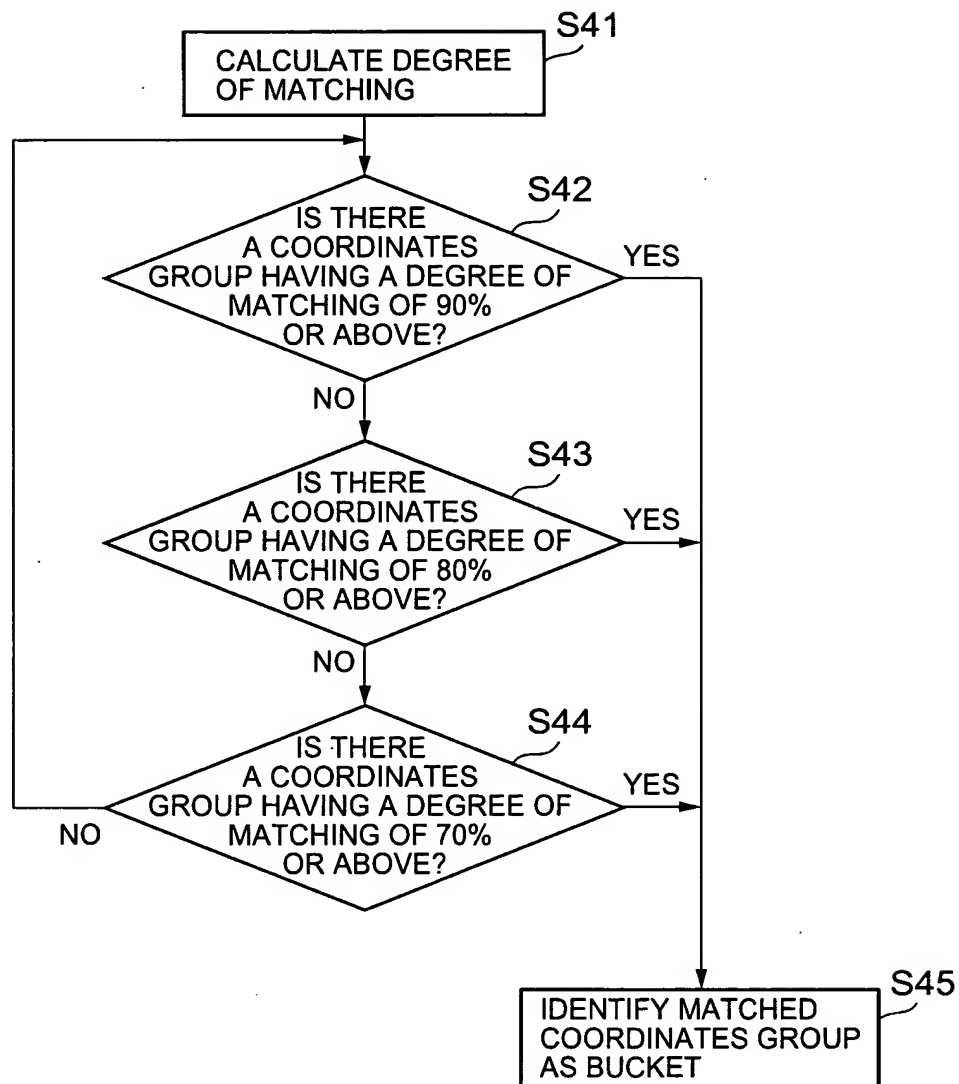 S41
CALCULATE DEGREE
OF MATCHING
S42
IS THERE
A COORDINATES
GROUP HAVING A DEGREE OF
MATCHING OF 90%
OR ABOVE?
YES
NO
S43
IS THERE
A COORDINATES
GROUP HAVING A DEGREE OF
MATCHING OF 80%
OR ABOVE?
YES
NO
S44
IS THERE
A COORDINATES
GROUP HAVING A DEGREE OF
MATCHING OF 70%
OR ABOVE?
YES
NO
S45
IDENTIFY MATCHED
COORDINATES GROUP
AS BUCKET